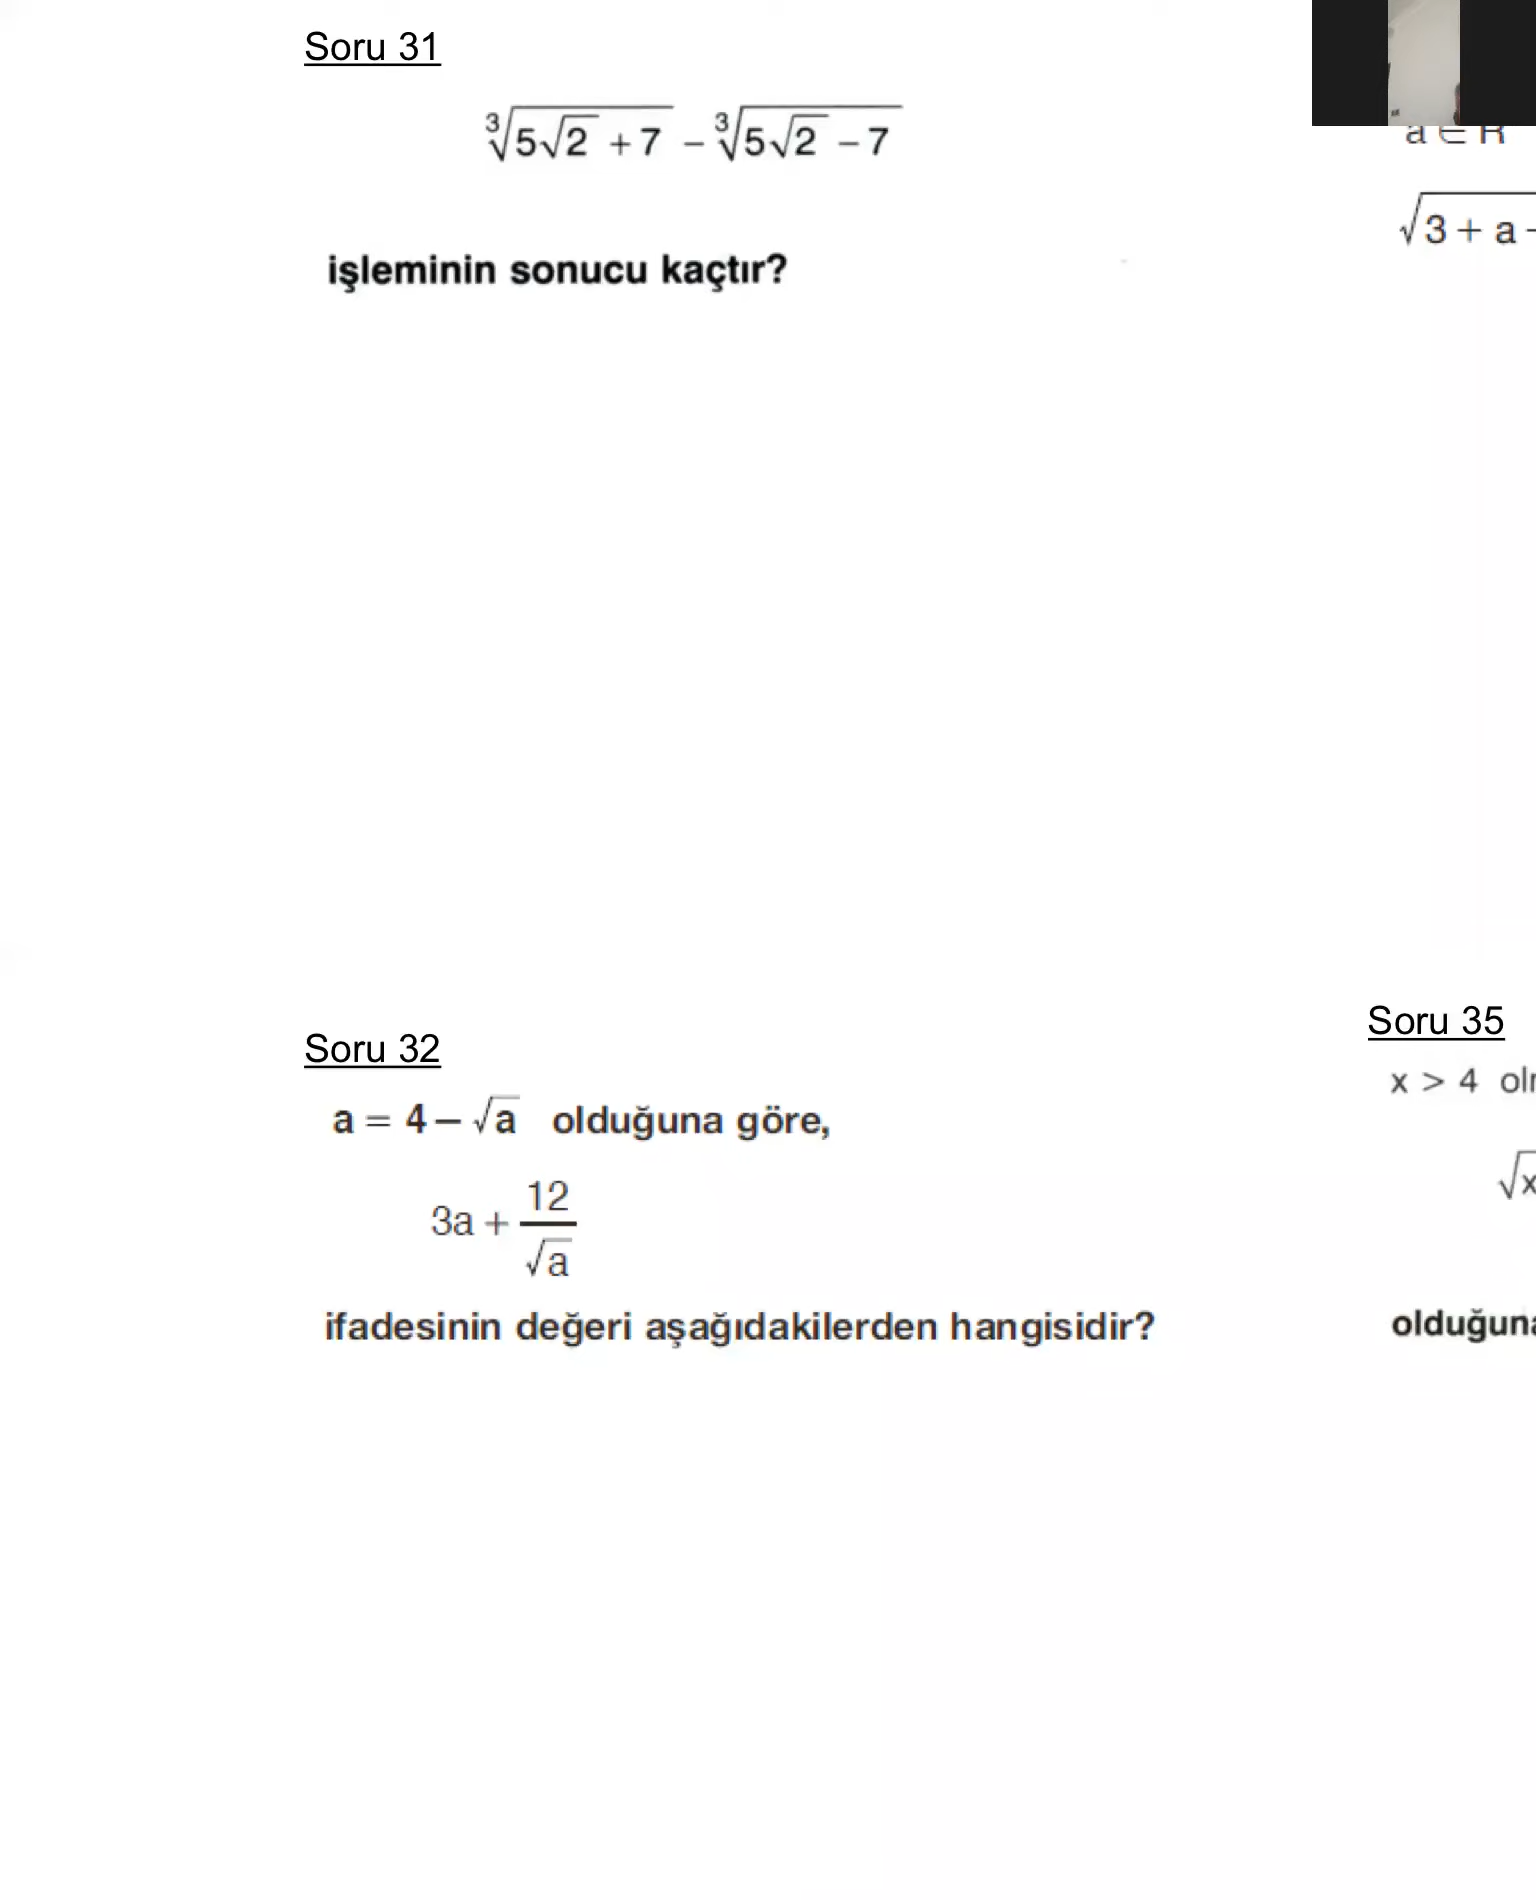 Soru 31
∛(5√2 + 7) − ∛(5√2 − 7)
işleminin sonucu kaçtır?
Soru 32
a = 4 − √a olduğuna göre,
3a + 12/√a
ifadesinin değeri aşağıdakilerden hangisidir?
a ∈ R
√3 + a -
Soru 35
x > 4
√x